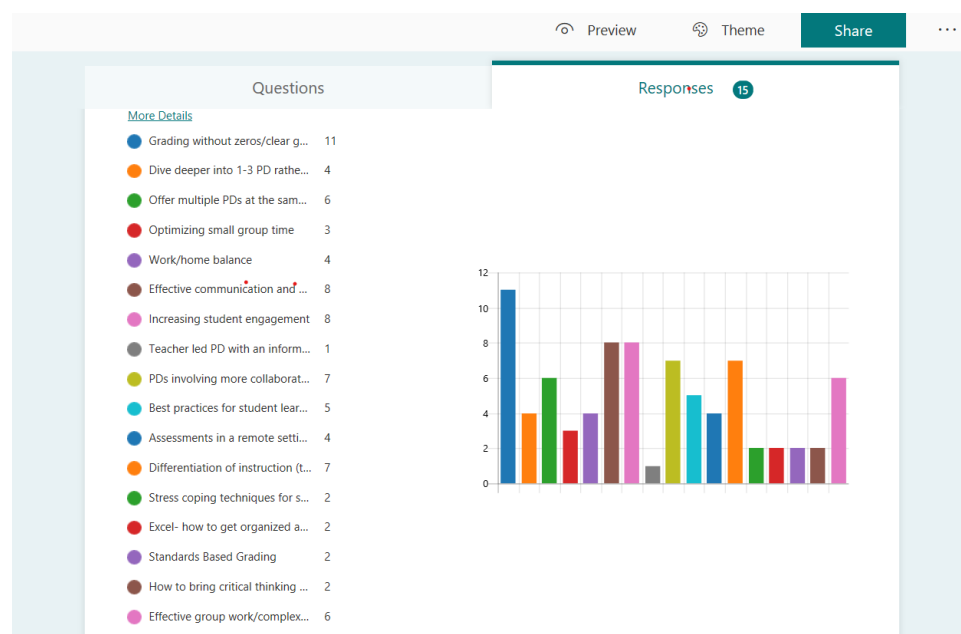 Preview Theme Share ...
Questions Responses 15
More Details
Grading without zeros/clear g... 11
Dive deeper into 1-3 PD rathe... 4
Offer multiple PDs at the sam... 6
Optimizing small group time 3
Work/home balance 4
Effective communication and ... 8
Increasing student engagement 8
Teacher led PD with an inform... 1
PDs involving more collaborat... 7
Best practices for student lear... 5
Assessments in a remote setti... 4
Differentiation of instruction (t... 7
Stress coping techniques for s... 2
Excel- how to get organized a... 2
Standards Based Grading 2
How to bring critical thinking ... 2
Effective group work/complex... 6
12
10
8
6
4
2
0